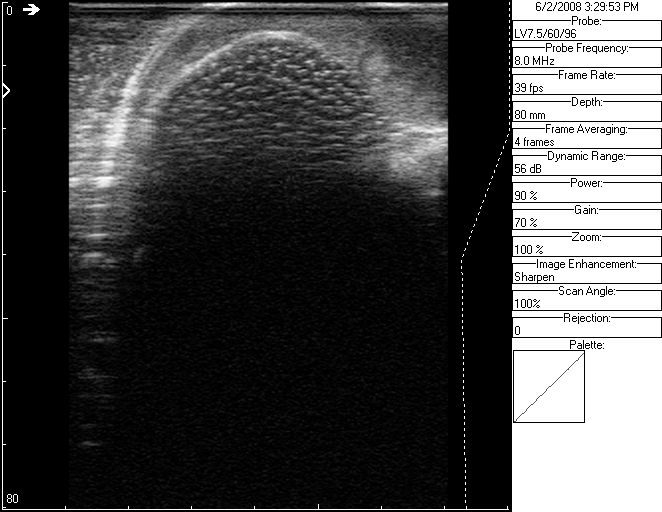 0
80
6/2/2008 3:29:53 PM
Probe:
LV7.5/60/96
Probe Frequency:
8.0 MHz
Frame Rate:
39 fps
Depth:
80 mm
Frame Averaging:
4 frames
Dynamic Range:
56 dB
Power:
90 %
Gain:
70 %
Zoom:
100 %
Image Enhancement:
Sharpen
Scan Angle:
100%
Rejection:
0
Palette: